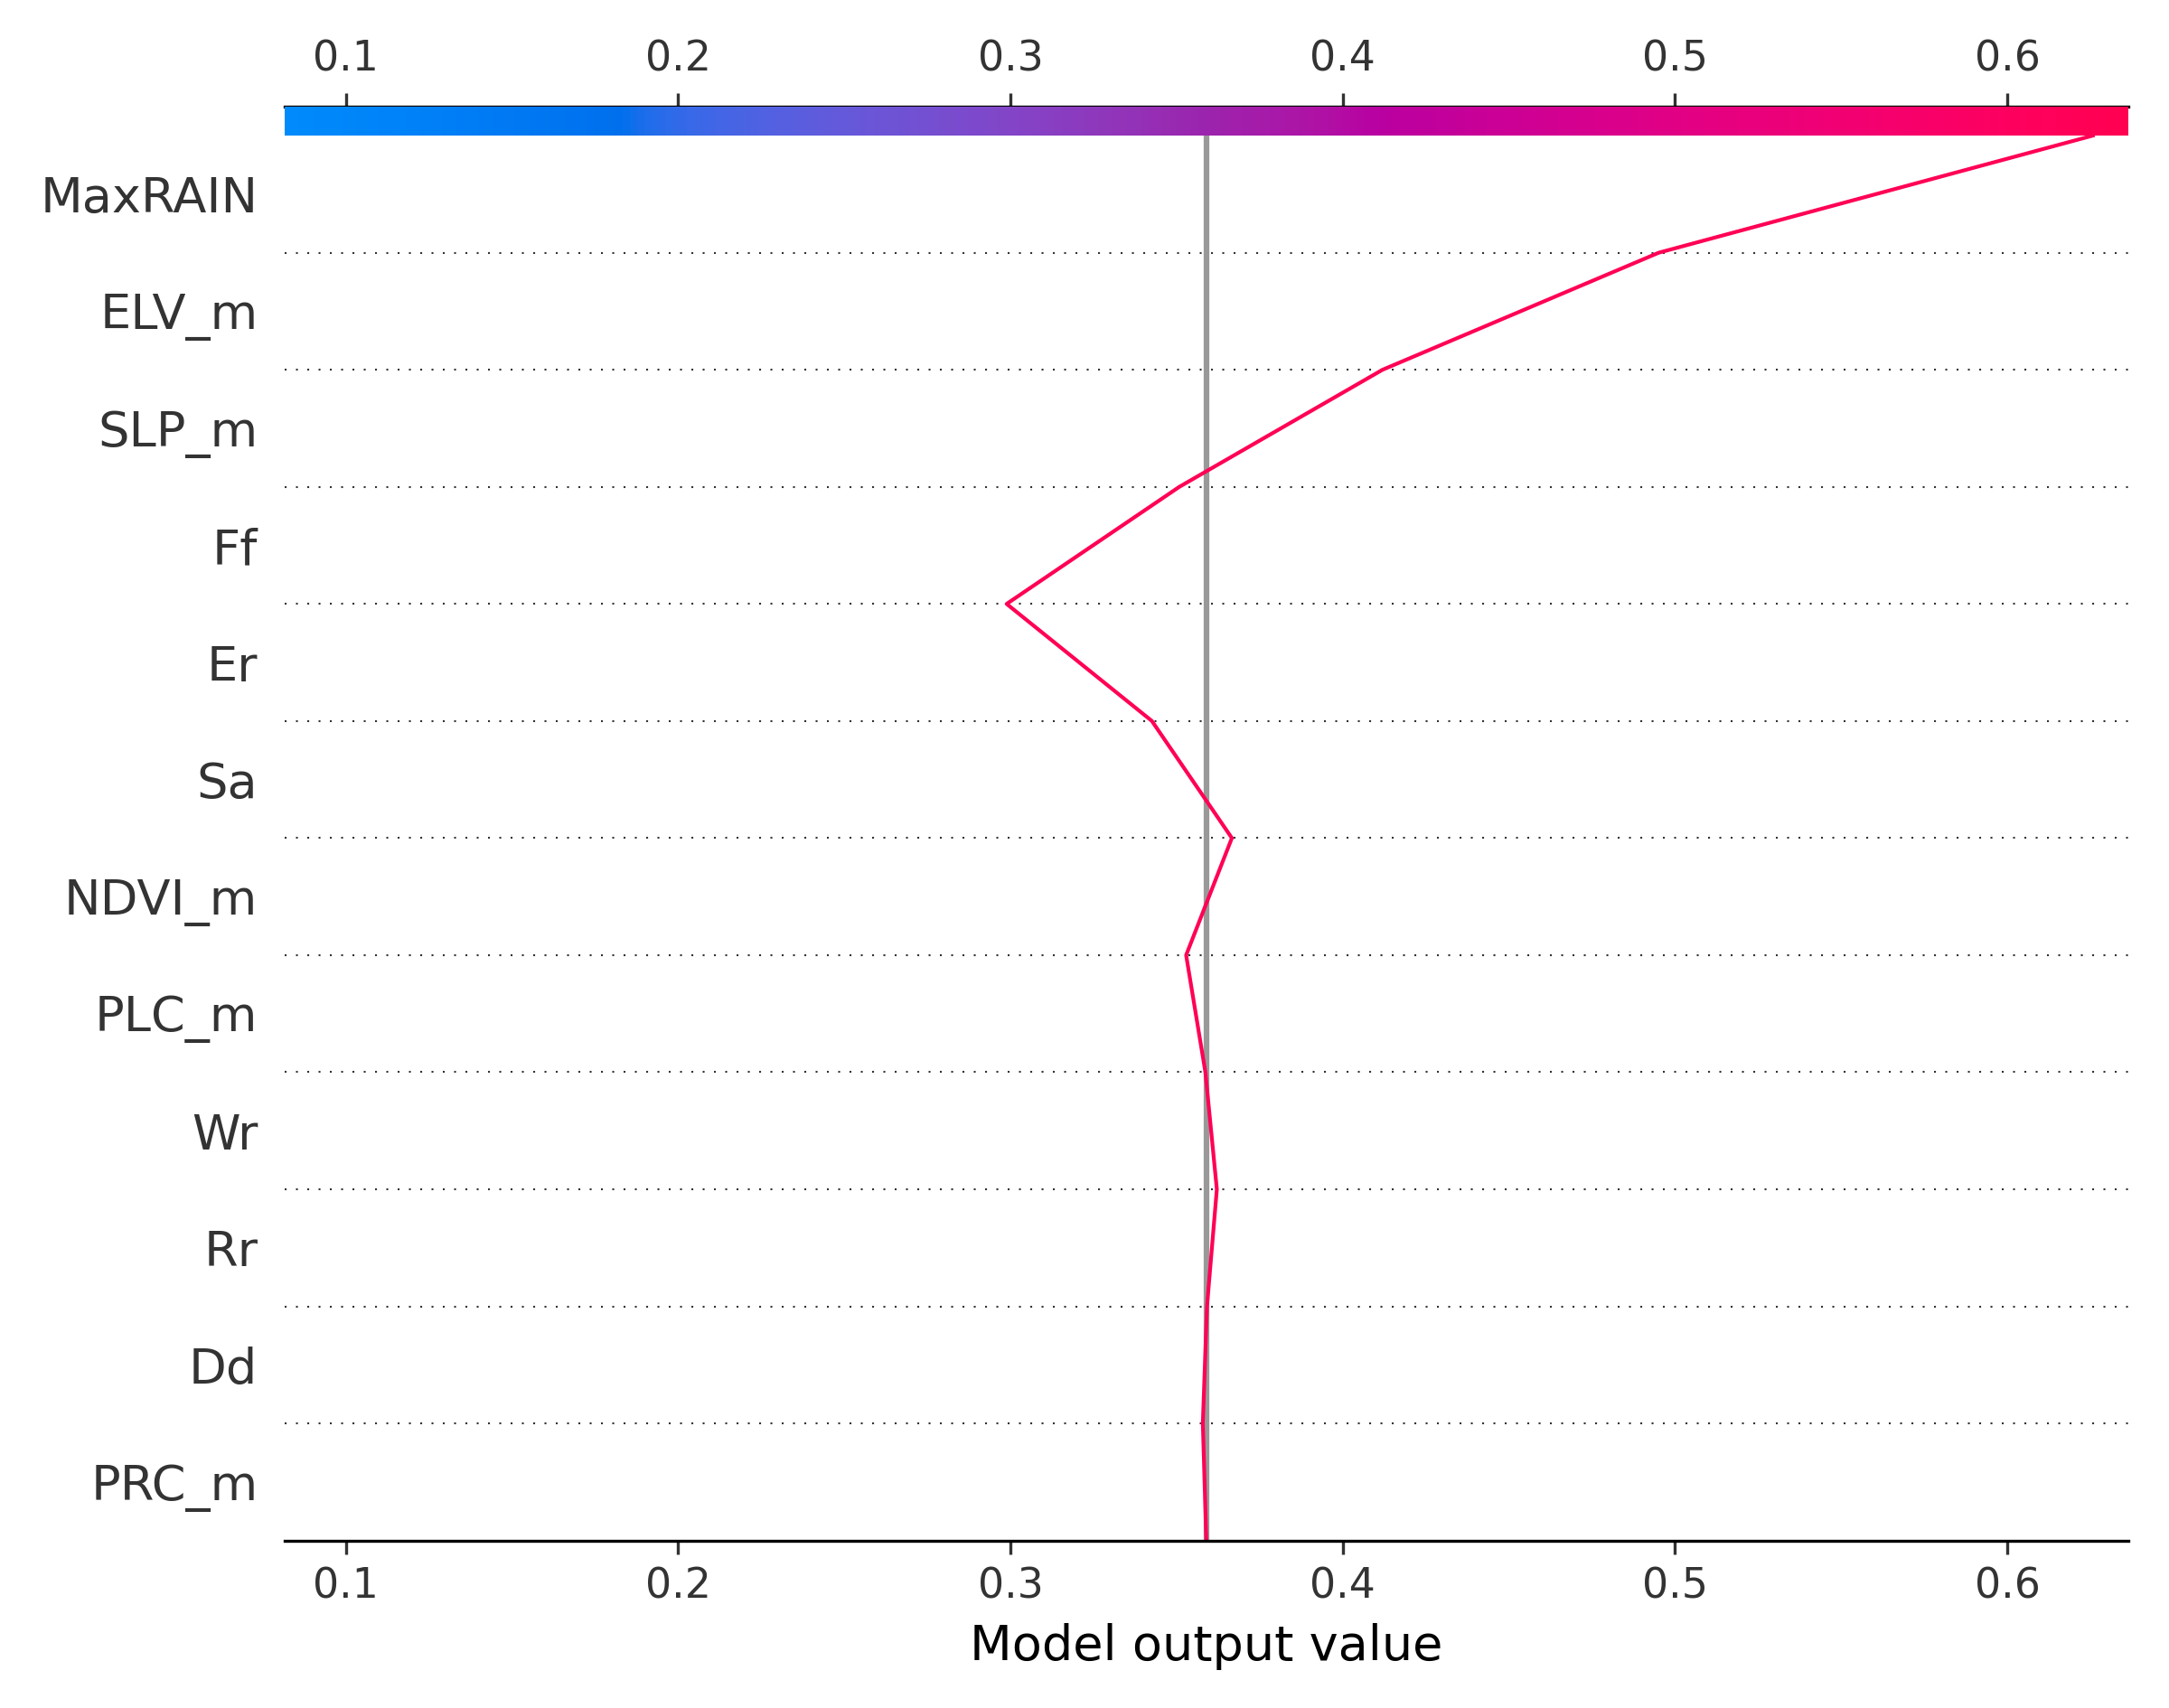 0.1 0.2 0.3 0.4 0.5 0.6
MaxRAIN
ELV_m
SLP_m
Ff
Er
Sa
NDVI_m
PLC_m
Wr
Rr
Dd
PRC_m
0.1 0.2 0.3 0.4 0.5 0.6
Model output value